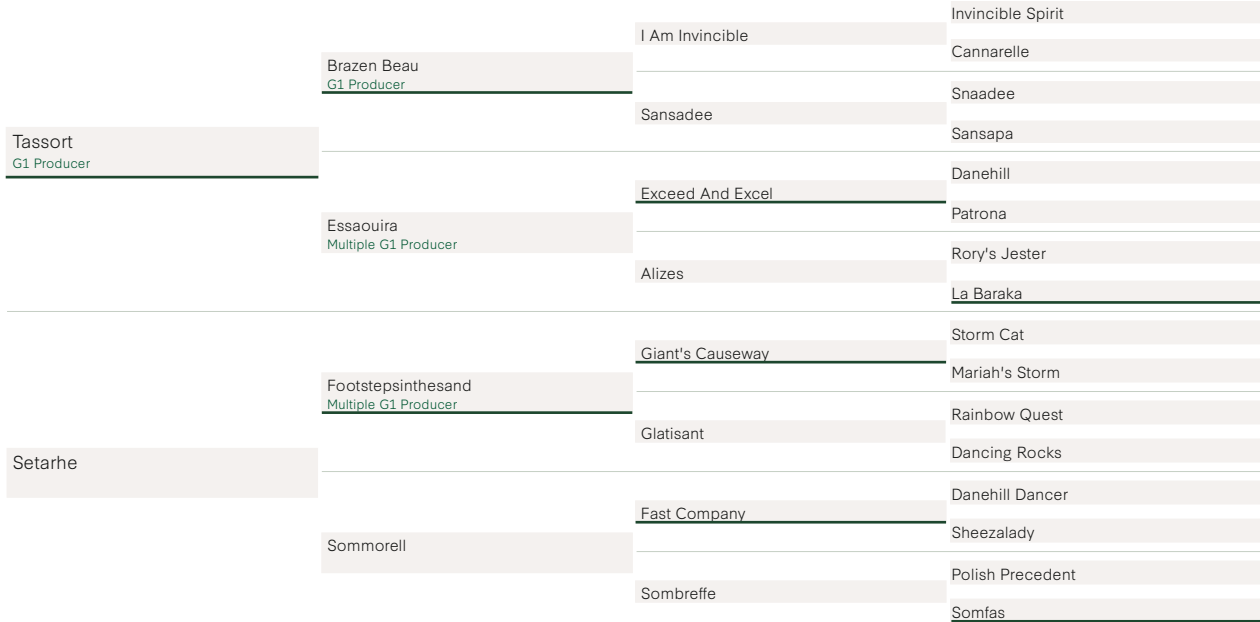 Tassort
G1 Producer
Setarhe
Brazen Beau
G1 Producer
Essaouira
Multiple G1 Producer
Footstepsinthesand
Multiple G1 Producer
Sommorell
I Am Invincible
Sansadee
Exceed And Excel
Alizes
Giant's Causeway
Glatisant
Fast Company
Sombreffe
Invincible Spirit
Cannarelle
Snaadee
Sansapa
Danehill
Patrona
Rory's Jester
La Baraka
Storm Cat
Mariah's Storm
Rainbow Quest
Dancing Rocks
Danehill Dancer
Sheezalady
Polish Precedent
Somfas